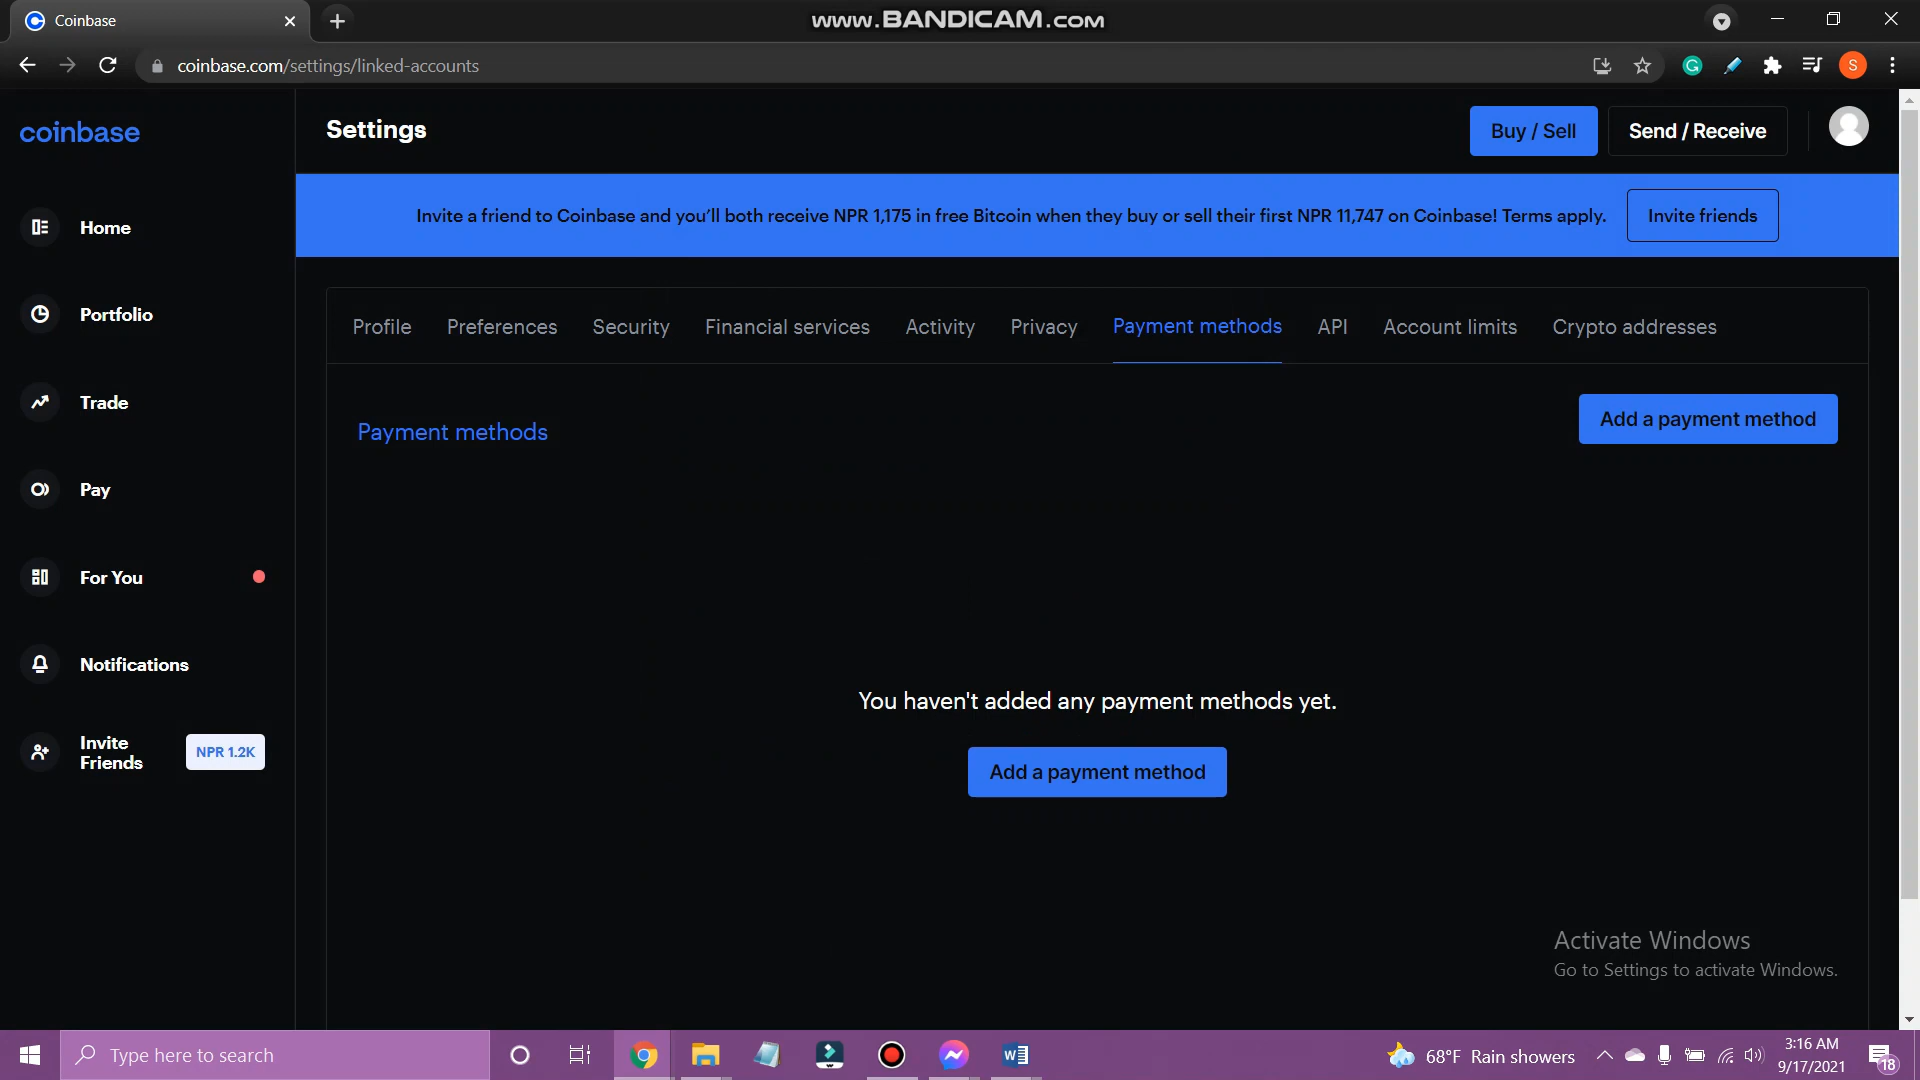 Coinbase
www.BANDICAM.com
coinbase.com/settings/linked-accounts
S
coinbase
Settings
Buy / Sell
Send / Receive
Invite a friend to Coinbase and you'll both receive NPR 1,175 in free Bitcoin when they buy or sell their first NPR 11,747 on Coinbase! Terms apply.
Invite friends
Home
Portfolio
Trade
Pay
For You
Notifications
Invite Friends
NPR 1.2K
Profile
Preferences
Security
Financial services
Activity
Privacy
Payment methods
API
Account limits
Crypto addresses
Payment methods
Add a payment method
You haven't added any payment methods yet.
Add a payment method
Activate Windows
Go to Settings to activate Windows.
Type here to search
68°F Rain showers
3:16 AM
9/17/2021
18